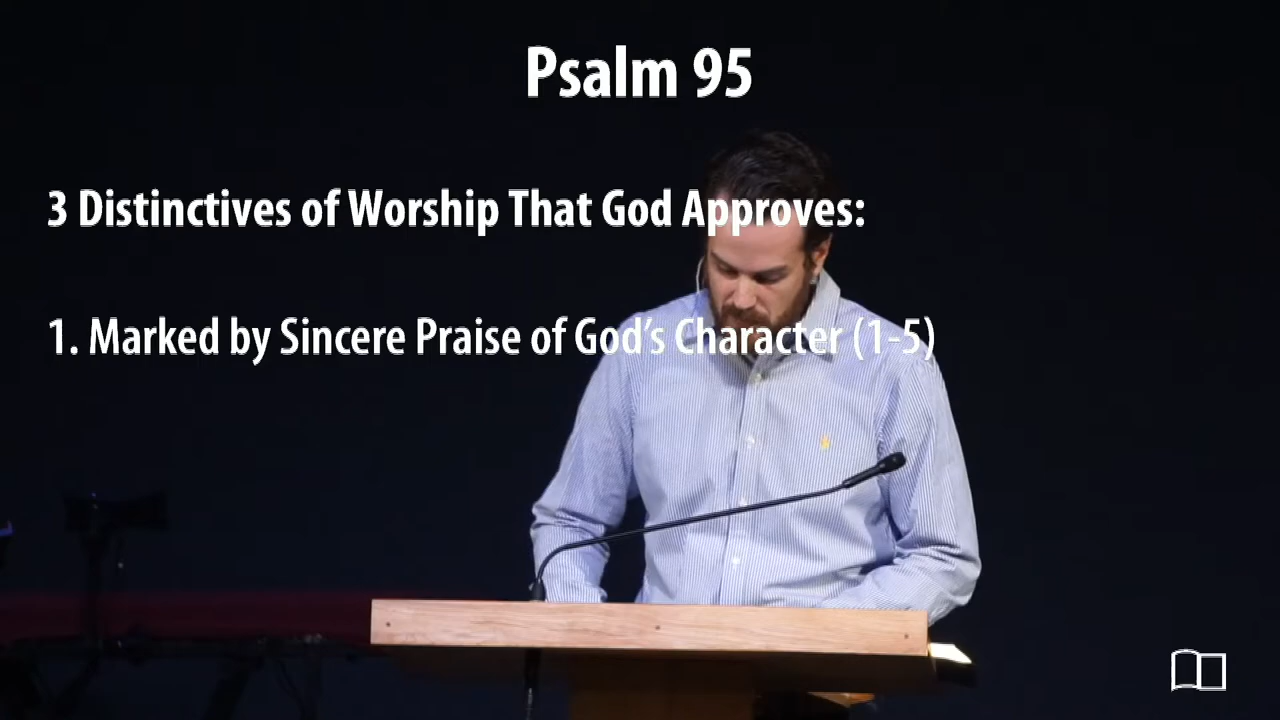 Psalm 95
3 Distinctives of Worship That God Approves:
1. Marked by Sincere Praise of God's Character (1-5)